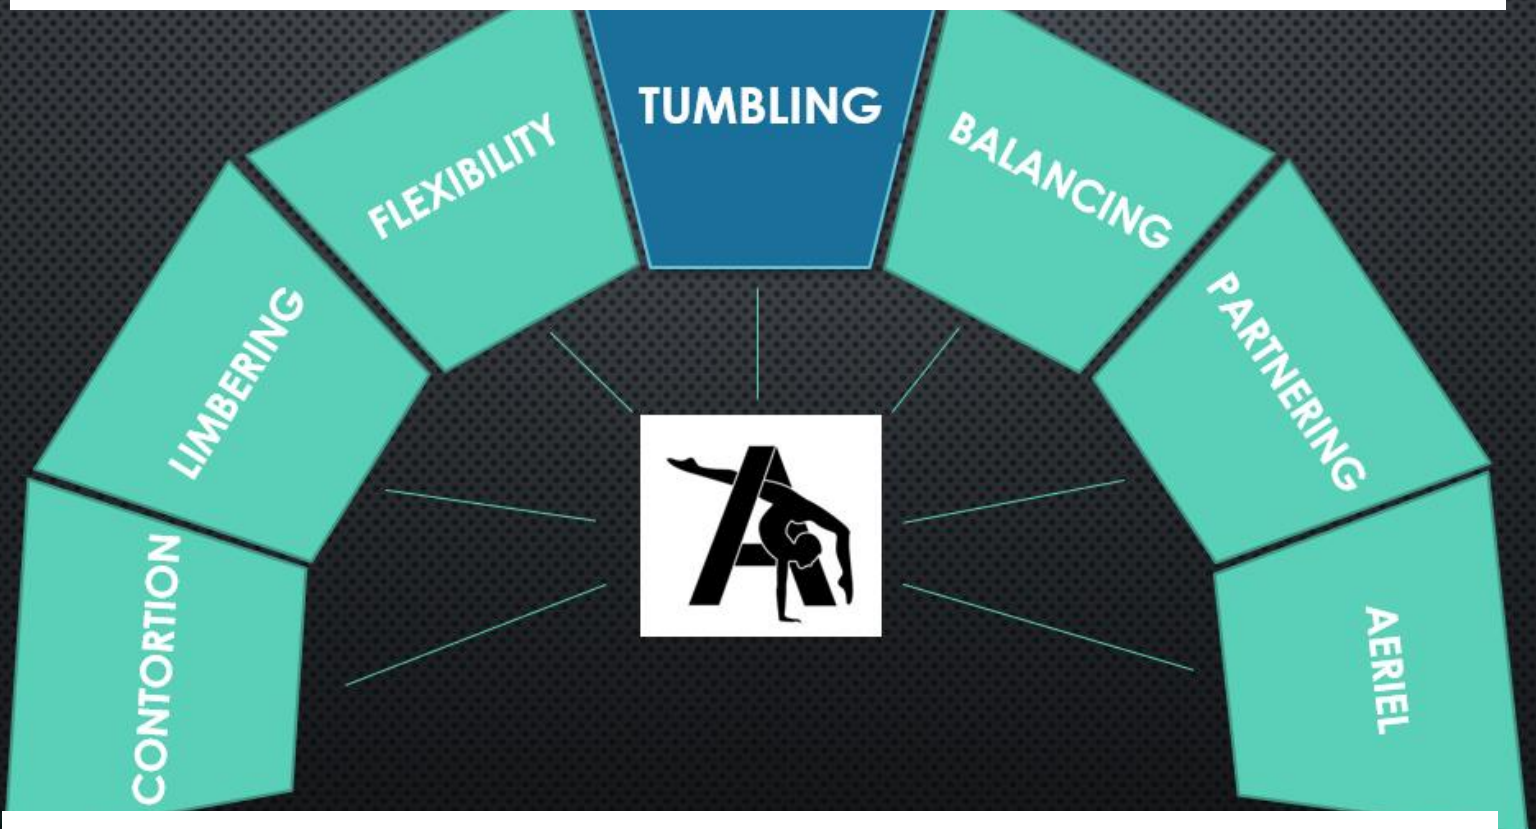 CONTORTION
LIMBERING
FLEXIBILITY
TUMBLING
BALANCING
PARTNERING
AERIEL
A